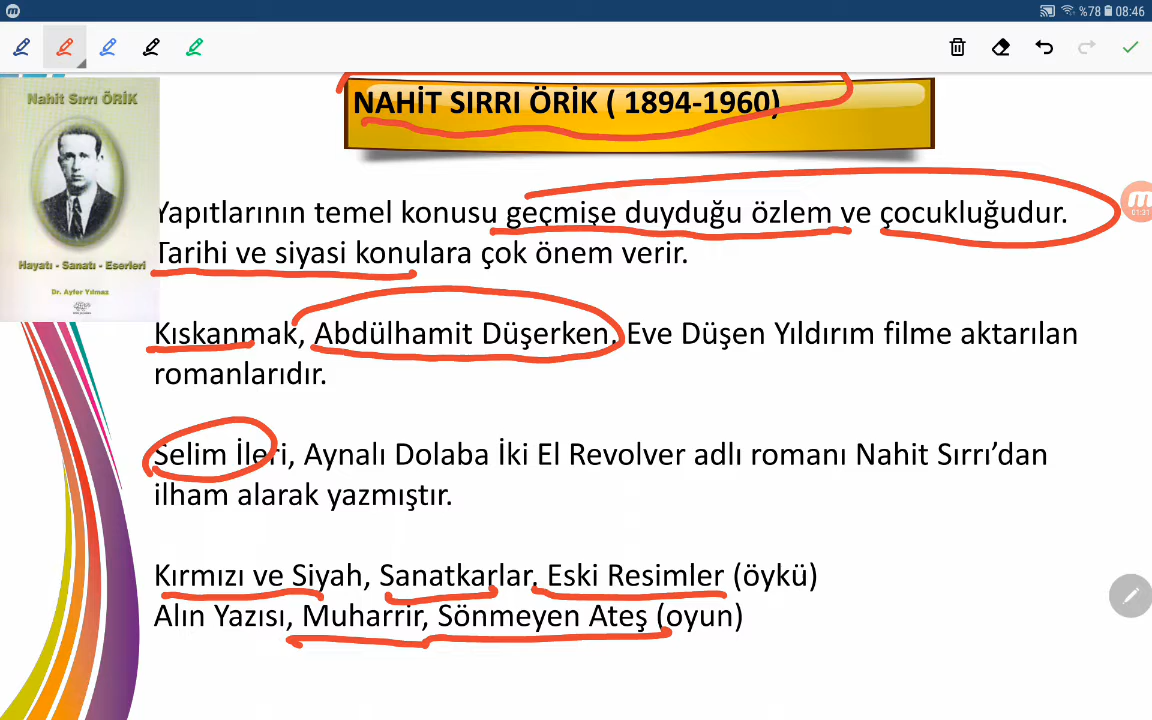 %78 08:46
Nahit Sırrı ÖRİK
Hayatı - Sanatı - Eserleri
Dr. Ayfer Yılmaz
NAHİT SIRRI ÖRİK ( 1894-1960)
Yapıtlarının temel konusu geçmişe duyduğu özlem ve çocukluğudur.
Tarihi ve siyasi konulara çok önem verir.
Kıskanmak, Abdülhamit Düşerken, Eve Düşen Yıldırım filme aktarılan
romanlarıdır.
Selim İleri, Aynalı Dolaba İki El Revolver adlı romanı Nahit Sırrı’dan
ilham alarak yazmıştır.
Kırmızı ve Siyah, Sanatkarlar, Eski Resimler (öykü)
Alın Yazısı, Muharrir, Sönmeyen Ateş (oyun)